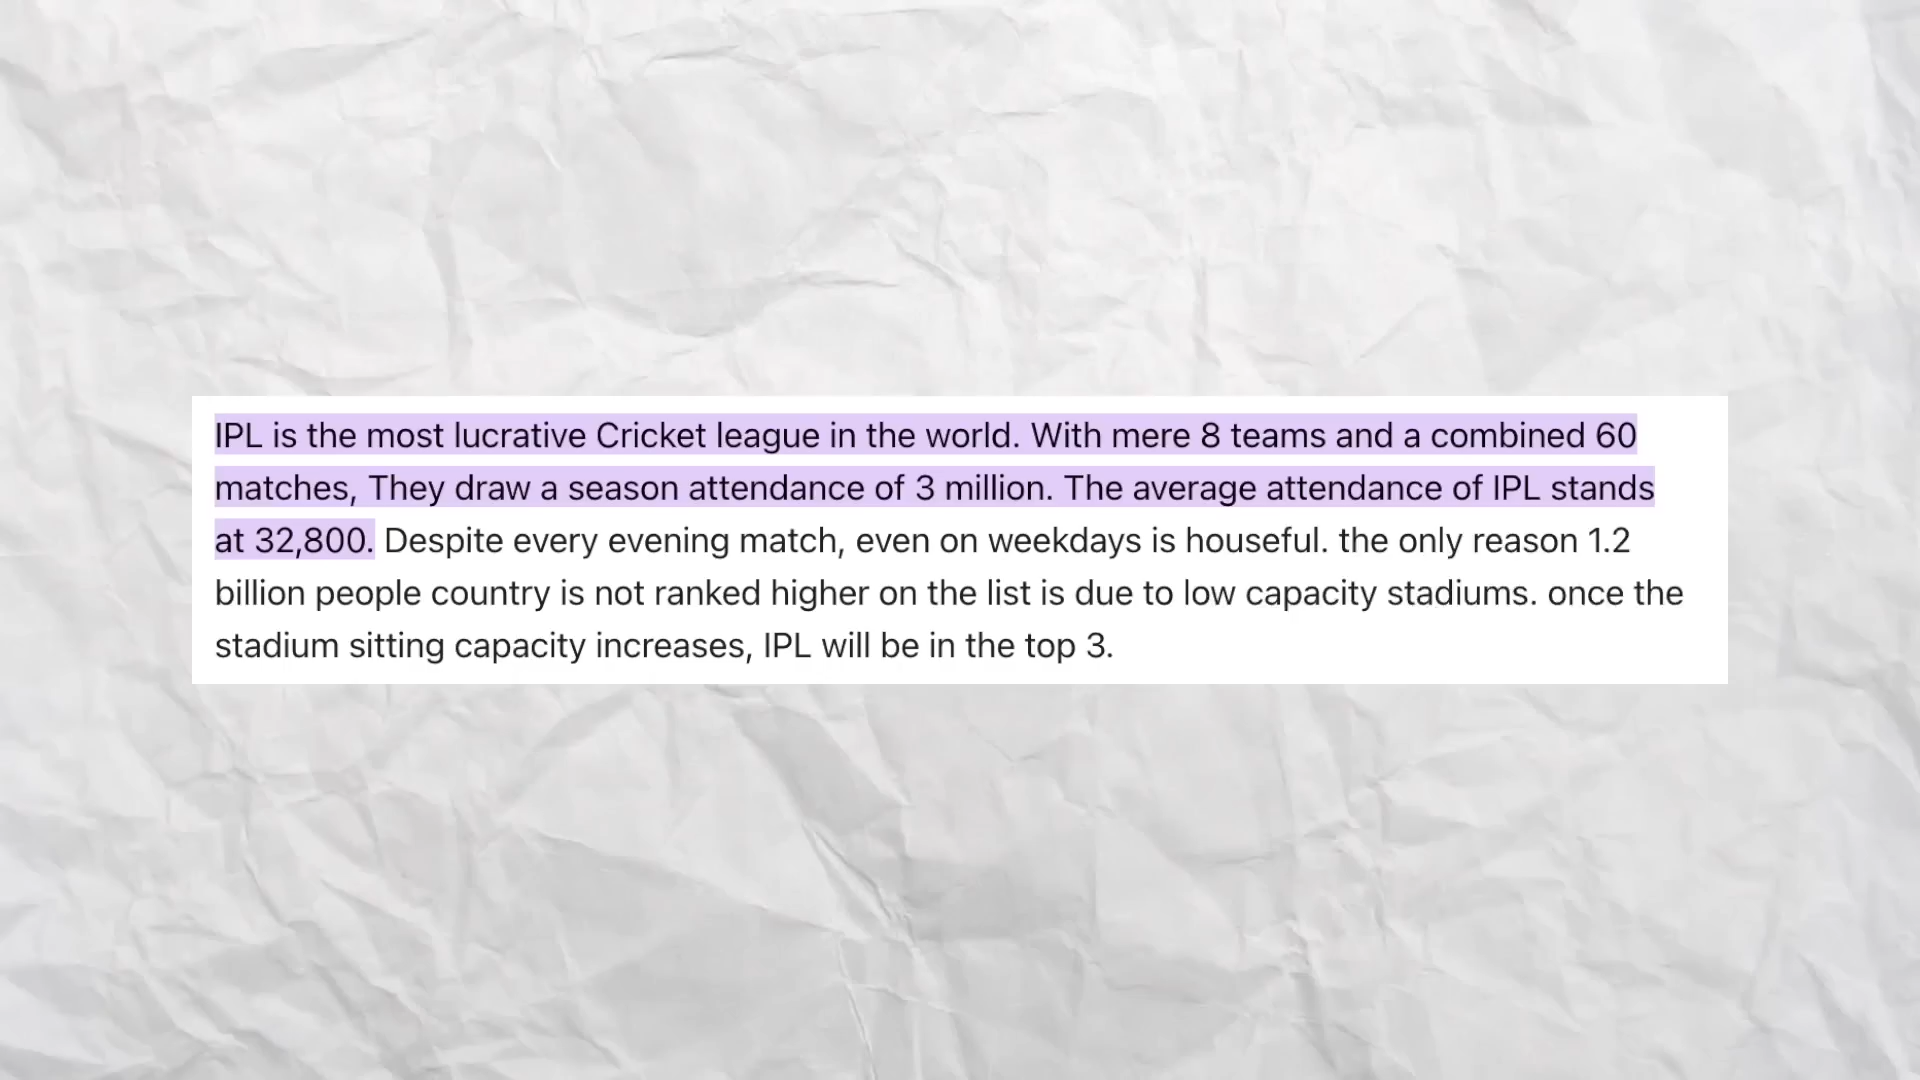 IPL is the most lucrative Cricket league in the world. With mere 8 teams and a combined 60
matches, They draw a season attendance of 3 million. The average attendance of IPL stands
at 32,800. Despite every evening match, even on weekdays is houseful. the only reason 1.2
billion people country is not ranked higher on the list is due to low capacity stadiums. once the
stadium sitting capacity increases, IPL will be in the top 3.